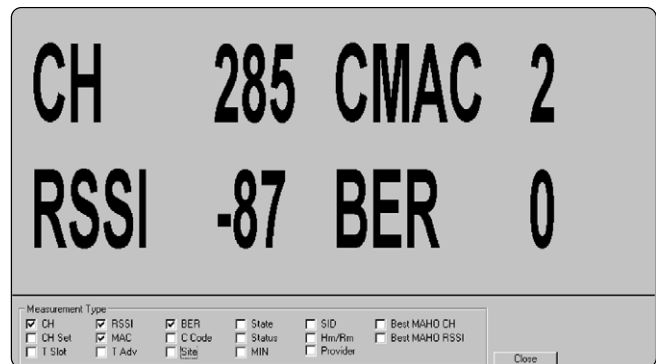 CH 285 CMAC 2
RSSI -87 BER 0
Measurement Type
CH RSSI BER State SID Best MAHO CH
CH Set MAC C Code Status Hm/Rm Best MAHO RSSI
T Slot T Adv Site MIN Provider
Close